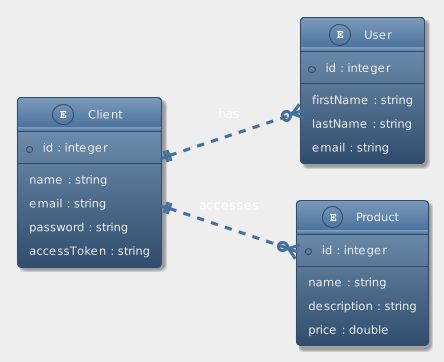 E Client
id : integer
name : string
email : string
password : string
accessToken : string
has
accesses
E User
id : integer
firstName : string
lastName : string
email : string
E Product
id : integer
name : string
description : string
price : double